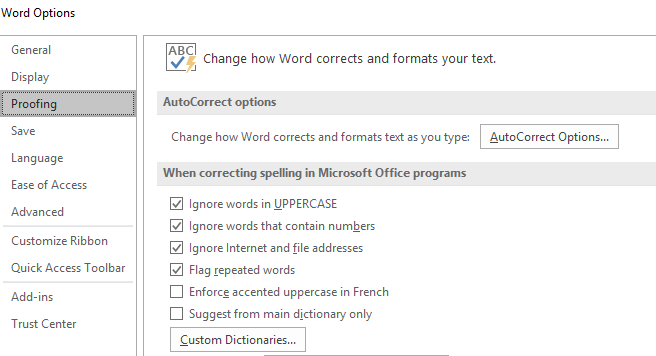 Word Options
General
Display
Proofing
Save
Language
Ease of Access
Advanced
Customize Ribbon
Quick Access Toolbar
Add-ins
Trust Center
ABC
Change how Word corrects and formats your text.
AutoCorrect options
Change how Word corrects and formats text as you type: AutoCorrect Options...
When correcting spelling in Microsoft Office programs
Ignore words in UPPERCASE
Ignore words that contain numbers
Ignore Internet and file addresses
Flag repeated words
Enforce accented uppercase in French
Suggest from main dictionary only
Custom Dictionaries...